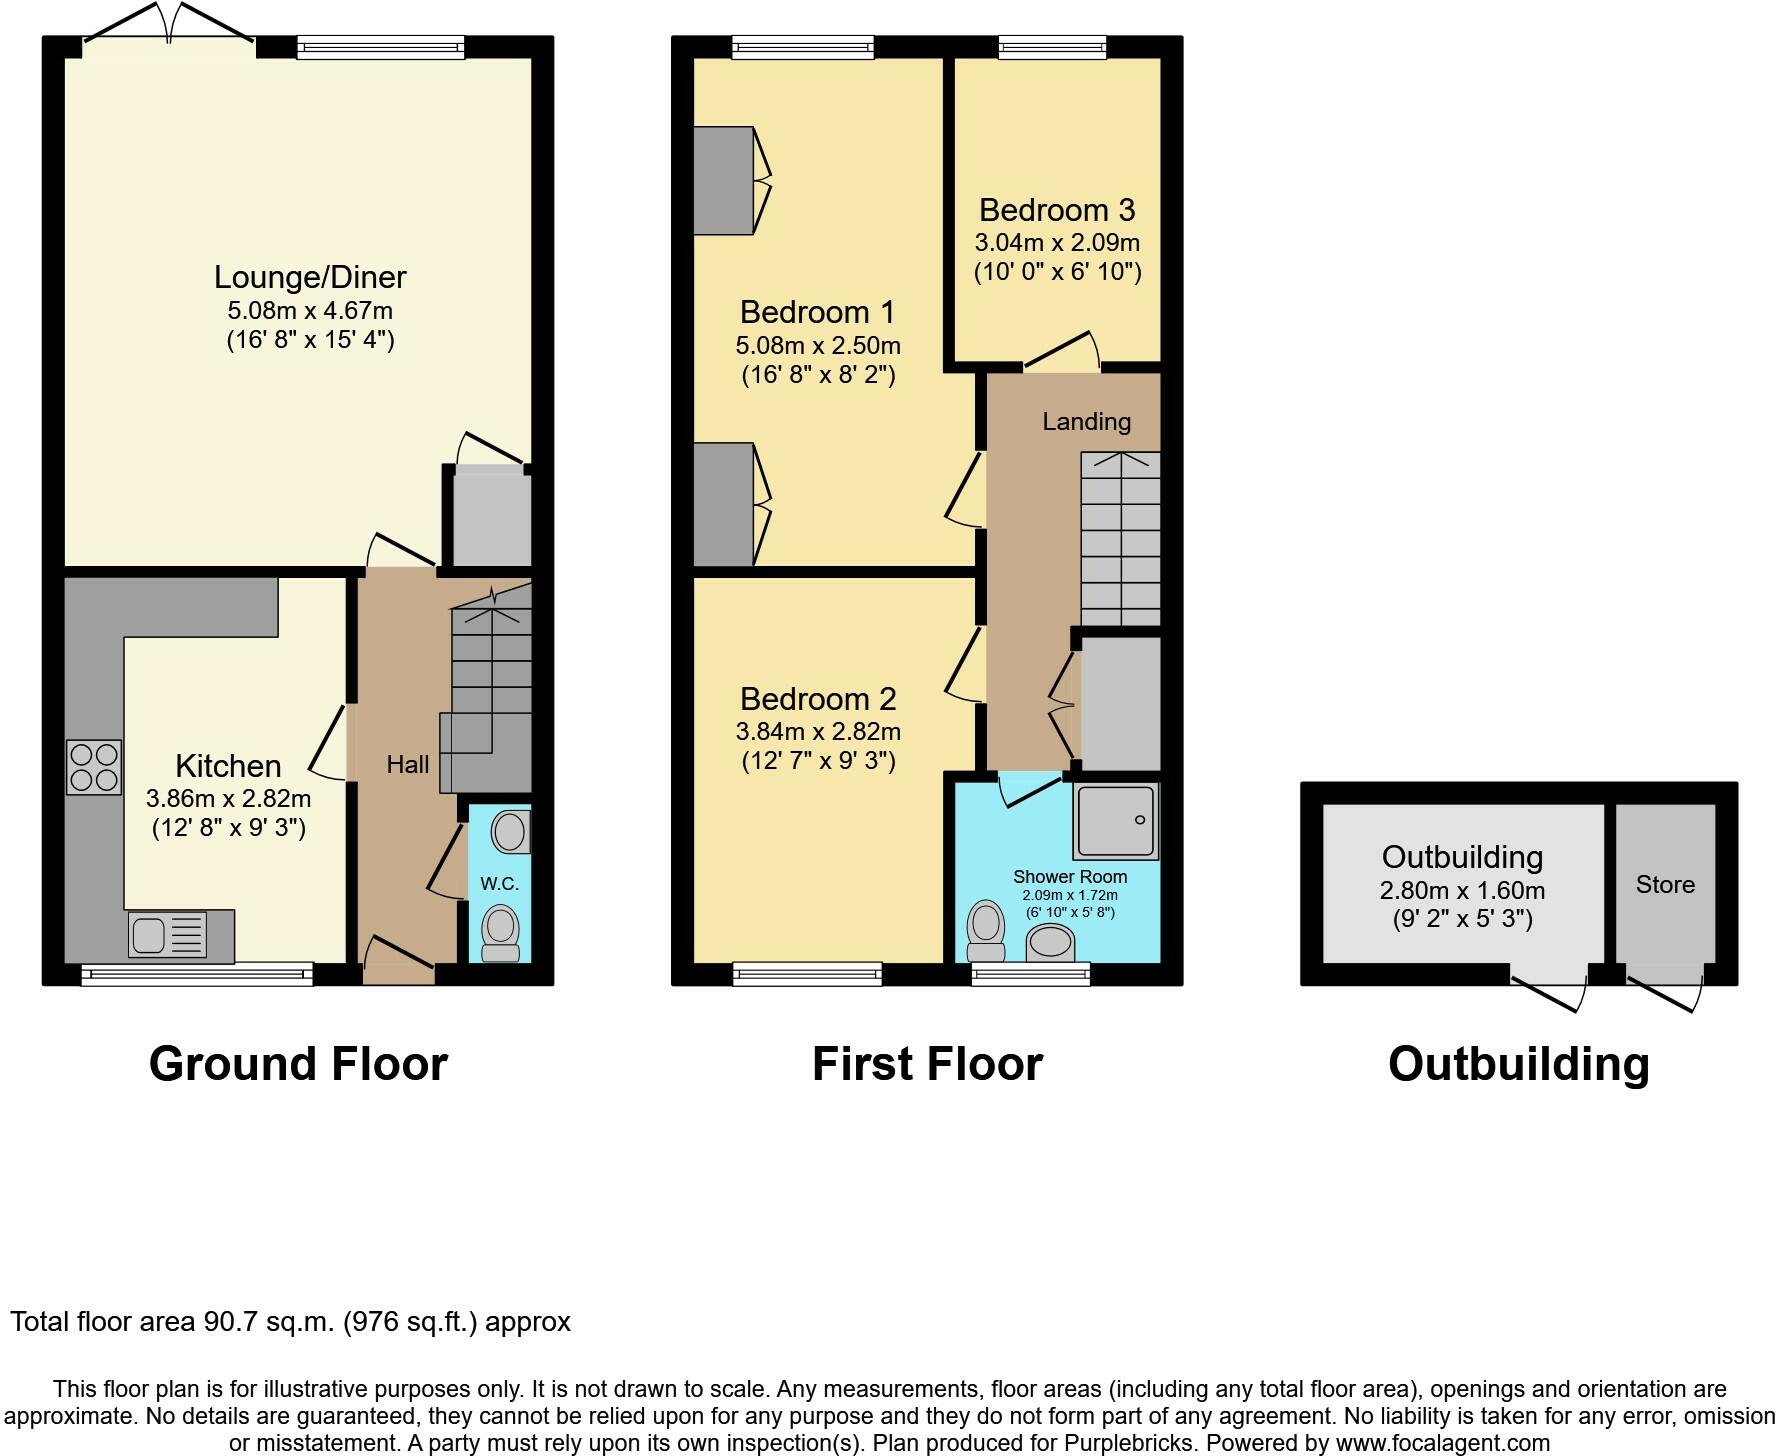 Lounge/Diner
5.08m x 4.67m
(16' 8" x 15' 4")
Kitchen
3.86m x 2.82m
(12' 8" x 9' 3")
Hall
W.C.
Ground Floor
Bedroom 1
5.08m x 2.50m
(16' 8" x 8' 2")
Bedroom 3
3.04m x 2.09m
(10' 0" x 6' 10")
Landing
Bedroom 2
3.84m x 2.82m
(12' 7" x 9' 3")
Shower Room
2.09m x 1.72m
(6' 10" x 5' 8")
First Floor
Outbuilding
2.80m x 1.60m
(9' 2" x 5' 3")
Store
Outbuilding
Total floor area 90.7 sq.m. (976 sq.ft.) approx
This floor plan is for illustrative purposes only. It is not drawn to scale. Any measurements, floor areas (including any total floor area), openings and orientation are
approximate. No details are guaranteed, they cannot be relied upon for any purpose and they do not form part of any agreement. No liability is taken for any error, omission
or misstatement. A party must rely upon its own inspection(s). Plan produced for Purplebricks. Powered by www.focalagent.com